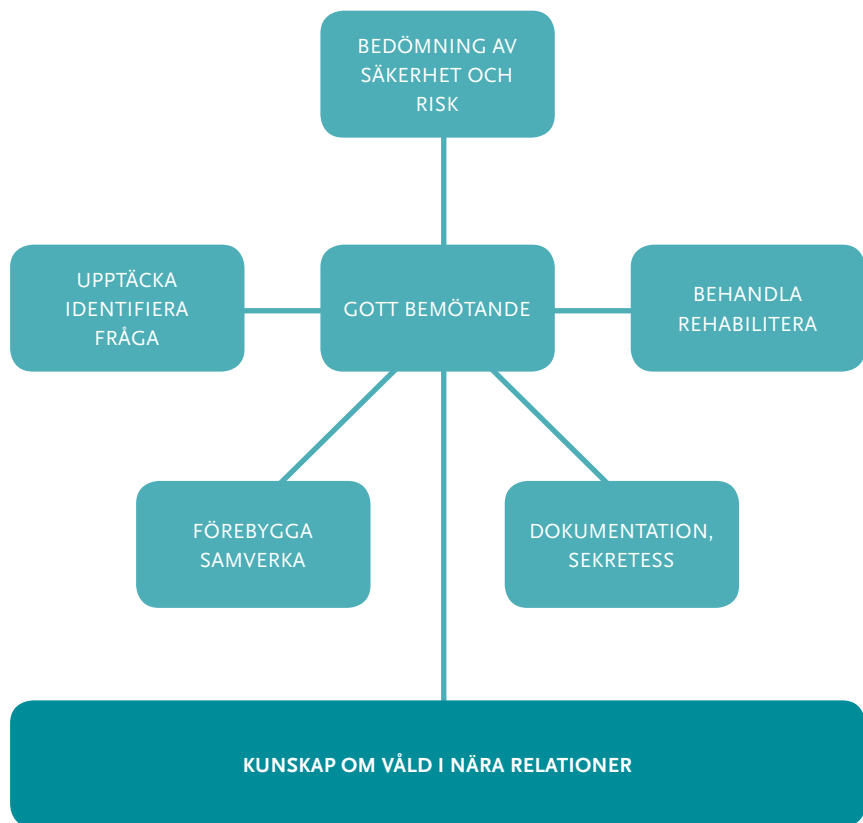 BEDÖMNING AV
SÄKERHET OCH
RISK
UPPTÄCKA
IDENTIFIERA
FRÅGA
GOTT BEMÖTANDE
BEHANDLA
REHABILITERA
FÖREBYGGA
SAMVERKA
DOKUMENTATION,
SEKRETESS
KUNSKAP OM VÅLD I NÄRA RELATIONER